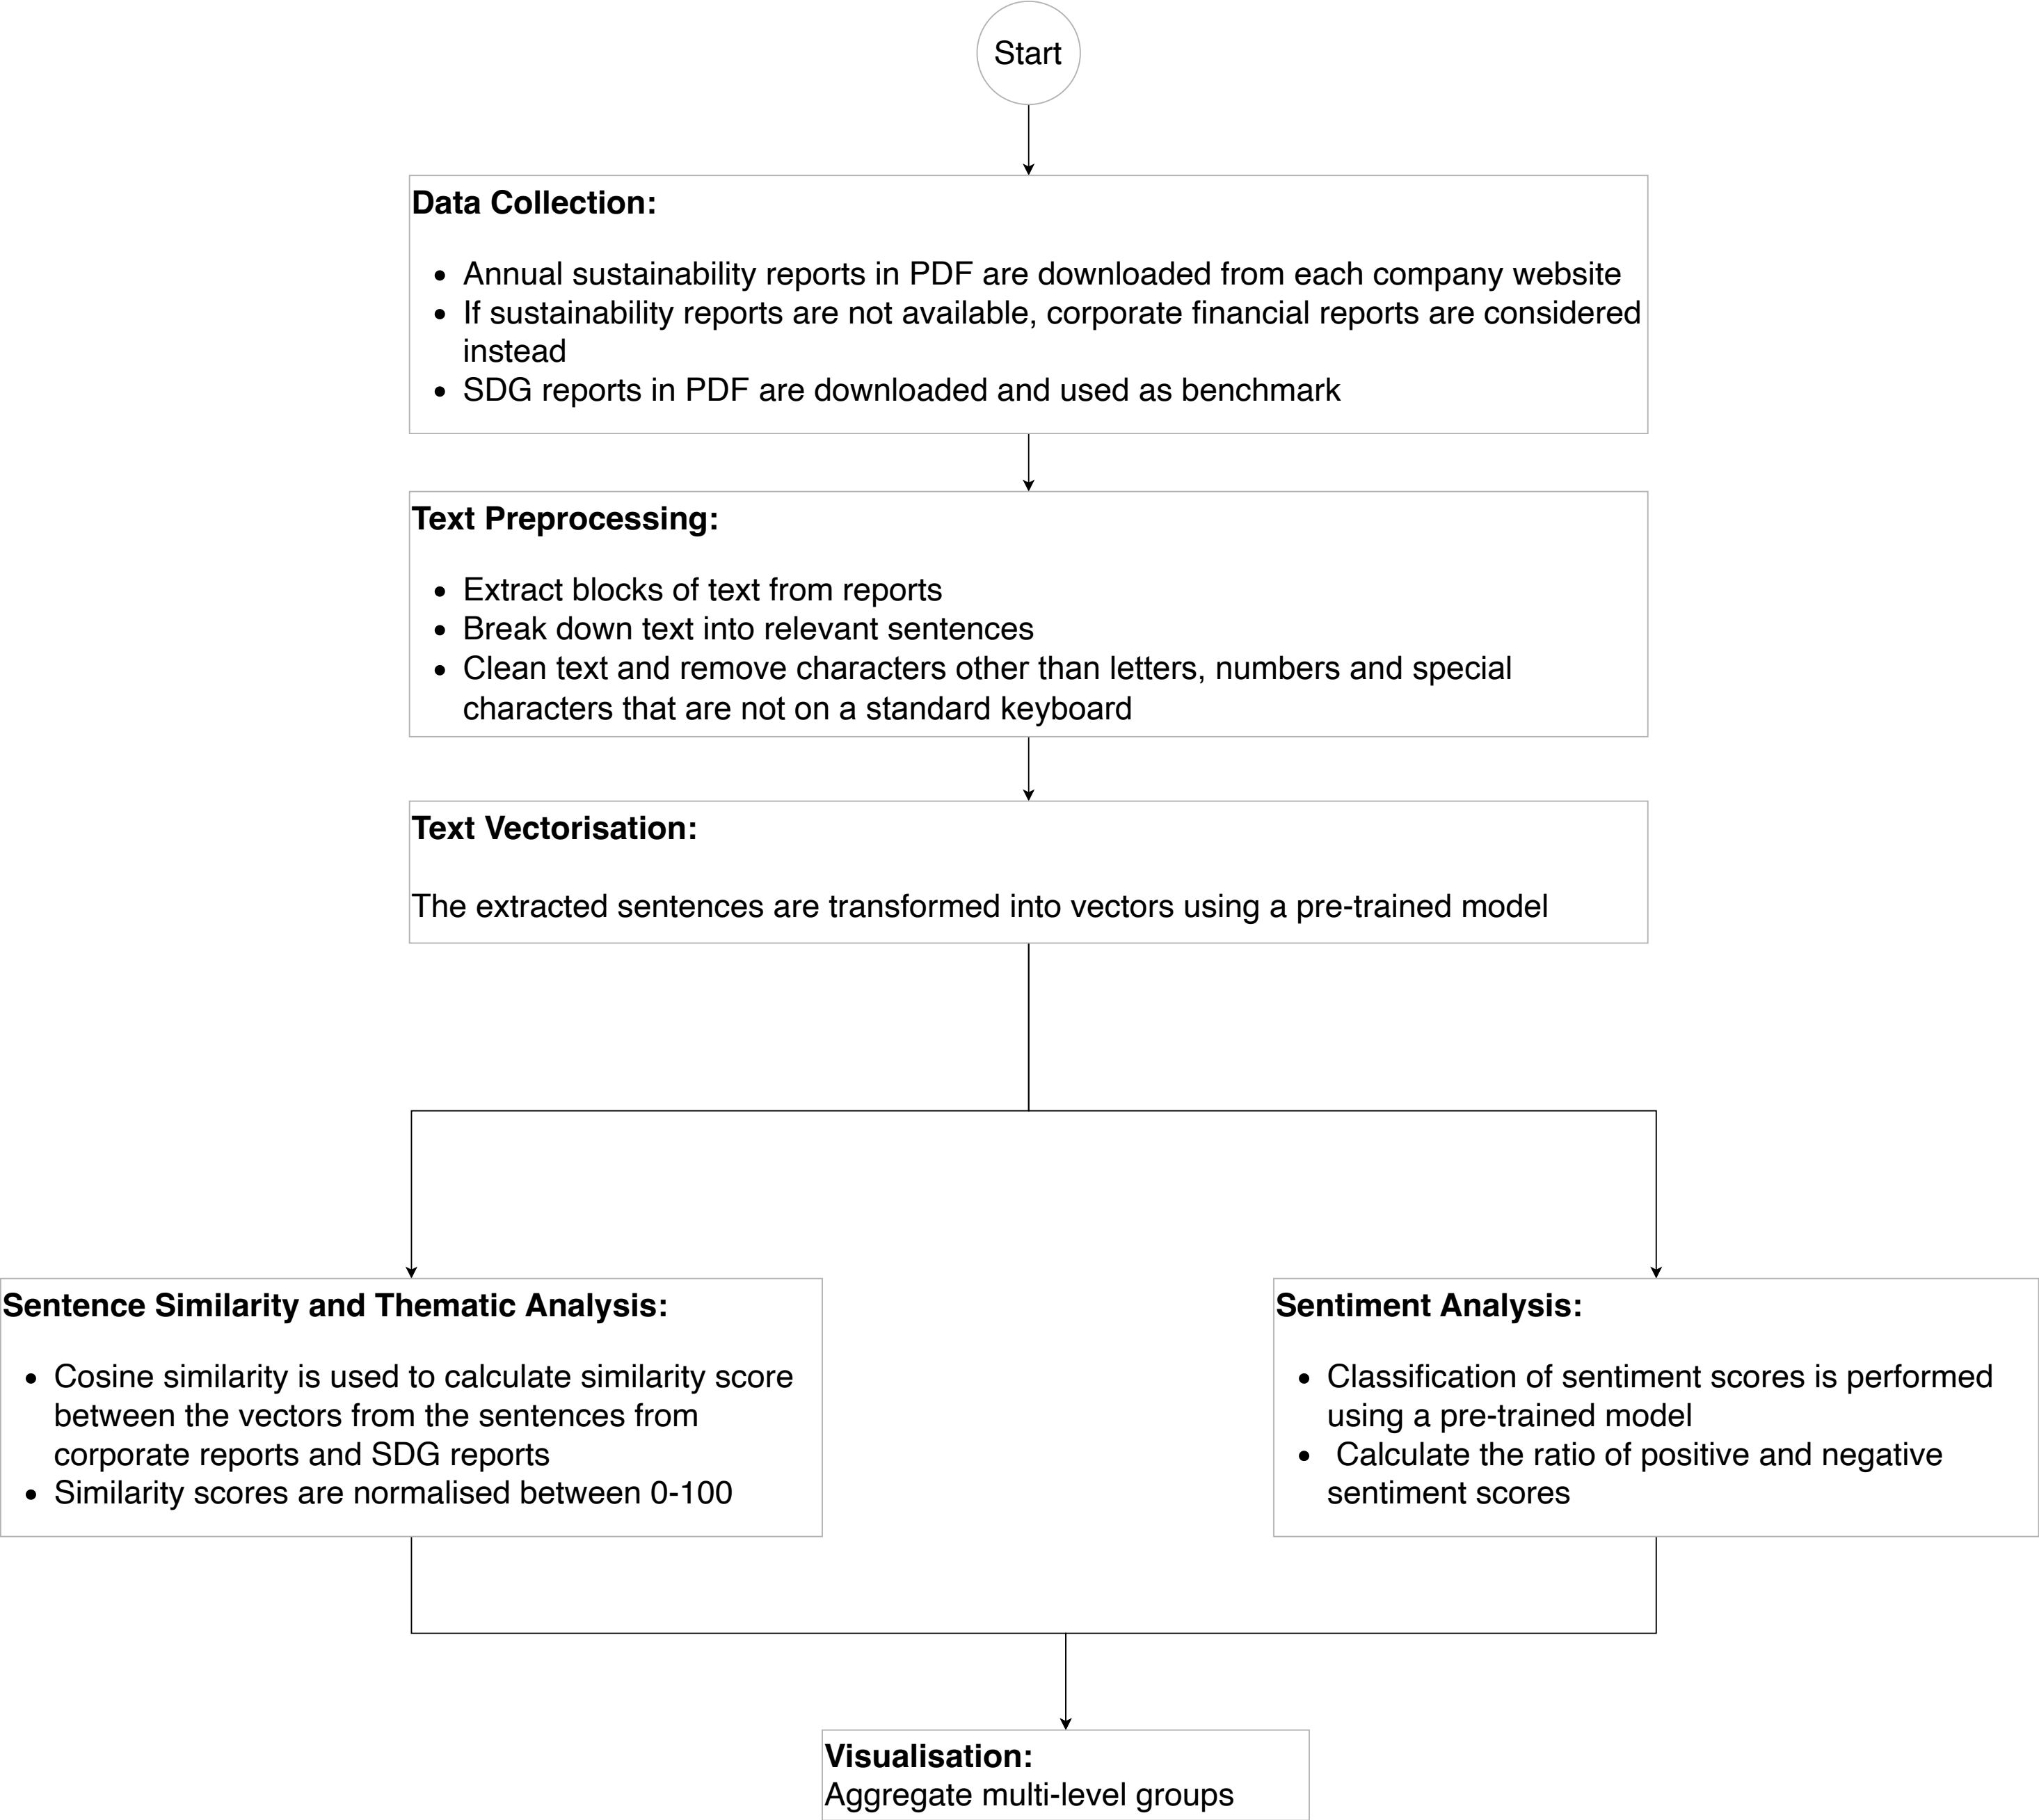 Start
Data Collection:
• Annual sustainability reports in PDF are downloaded from each company website
• If sustainability reports are not available, corporate financial reports are considered
instead
• SDG reports in PDF are downloaded and used as benchmark
Text Preprocessing:
• Extract blocks of text from reports
• Break down text into relevant sentences
• Clean text and remove characters other than letters, numbers and special
characters that are not on a standard keyboard
Text Vectorisation:
The extracted sentences are transformed into vectors using a pre-trained model
Sentence Similarity and Thematic Analysis:
• Cosine similarity is used to calculate similarity score
between the vectors from the sentences from
corporate reports and SDG reports
• Similarity scores are normalised between 0-100
Sentiment Analysis:
• Classification of sentiment scores is performed
using a pre-trained model
• Calculate the ratio of positive and negative
sentiment scores
Visualisation:
Aggregate multi-level groups